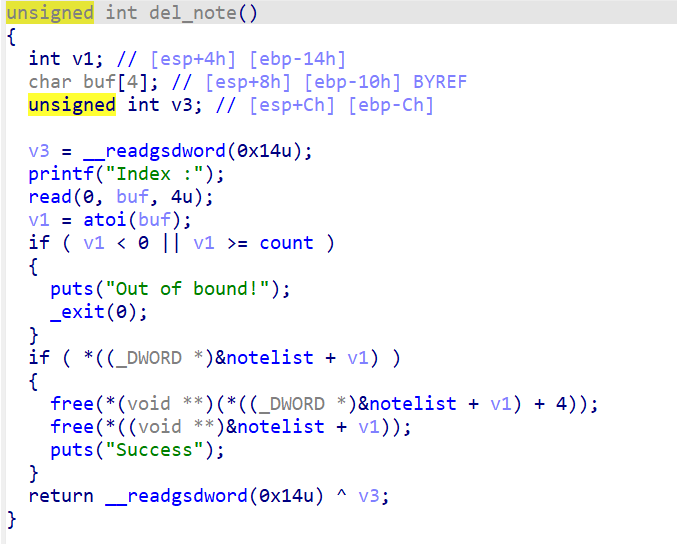 unsigned int del_note()
{
  int v1; // [esp+4h] [ebp-14h]
  char buf[4]; // [esp+8h] [ebp-10h] BYREF
  unsigned int v3; // [esp+Ch] [ebp-Ch]

  v3 = __readgsdword(0x14u);
  printf("Index :");
  read(0, buf, 4u);
  v1 = atoi(buf);
  if ( v1 < 0 || v1 >= count )
  {
    puts("Out of bound!");
    _exit(0);
  }
  if ( *((_DWORD *)&notelist + v1) )
  {
    free(*(void **)(*((_DWORD *)&notelist + v1) + 4));
    free(*((void **)&notelist + v1));
    puts("Success");
  }
  return __readgsdword(0x14u) ^ v3;
}